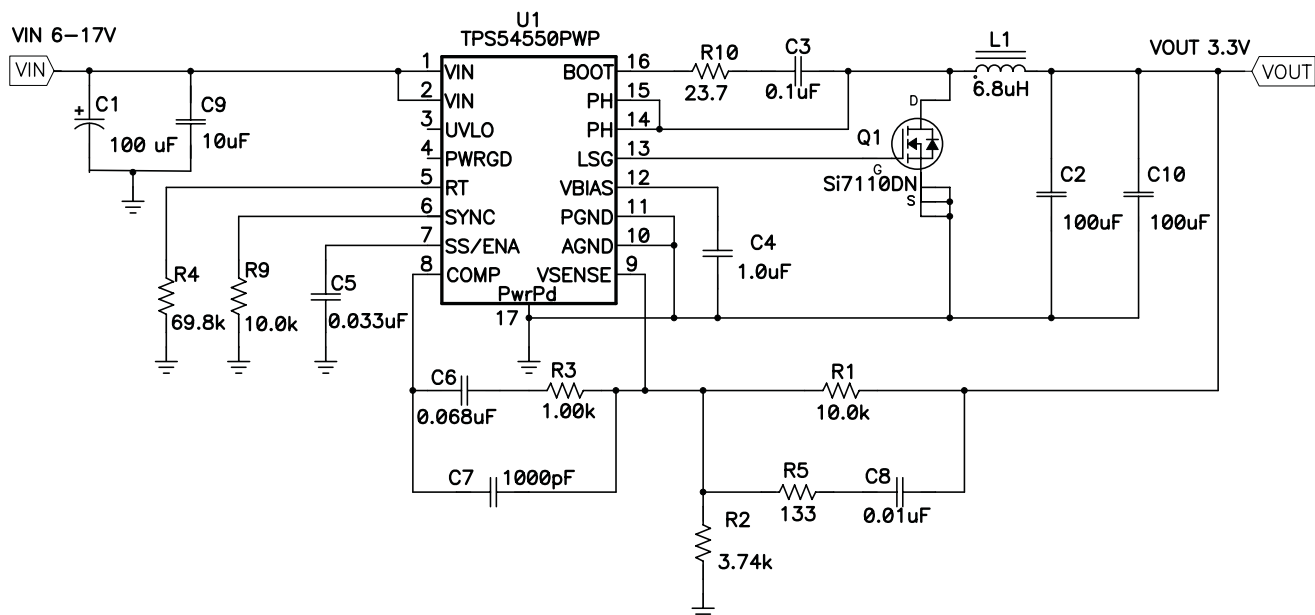 VIN 6-17V
VIN
C1
100 uF
+
C9
10uF
U1
TPS54550PWP
1
VIN
2
VIN
3
UVLO
4
PWRGD
5
RT
6
SYNC
7
SS/ENA
8
COMP
BOOT
16
PH
15
PH
14
LSG
13
VBIAS
12
PGND
11
AGND
10
VSENSE
9
PwrPd
17
R10
23.7
C3
0.1uF
L1
6.8uH
VOUT 3.3V
VOUT
D
Q1
G
Si7110DN
S
C2
100uF
C10
100uF
C4
1.0uF
R4
69.8k
R9
10.0k
C5
0.033uF
C6
0.068uF
R3
1.00k
R1
10.0k
C7
1000pF
R5
133
C8
0.01uF
R2
3.74k